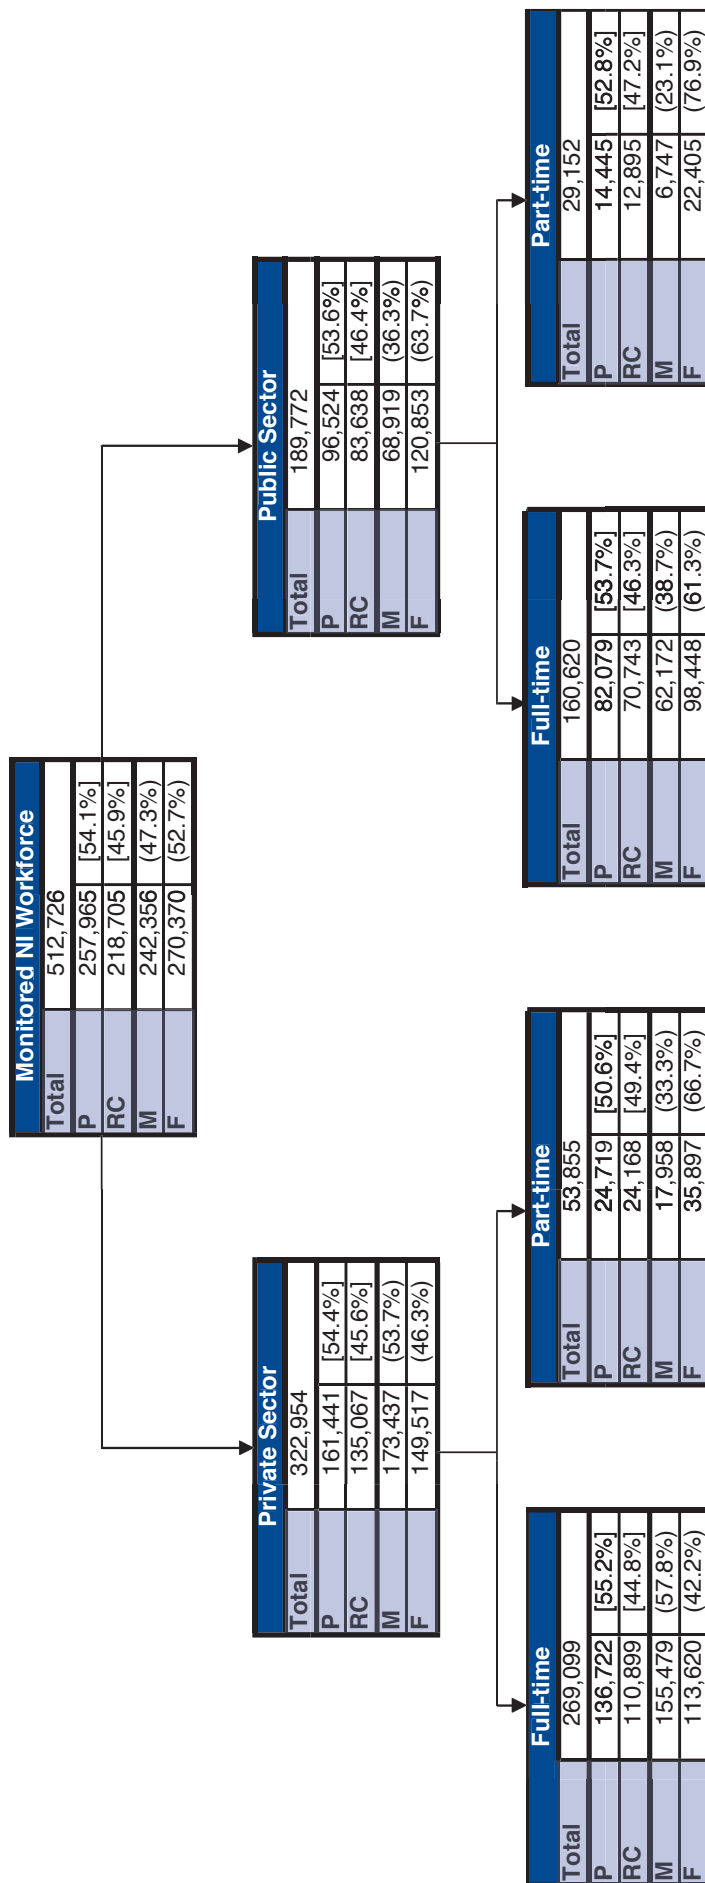 Monitored NI Workforce
Total 512,726
P 257,965 [54.1%]
RC 218,705 [45.9%]
M 242,356 (47.3%)
F 270,370 (52.7%)
Private Sector
Total 322,954
P 161,441 [54.4%]
RC 135,067 [45.6%]
M 173,437 (53.7%)
F 149,517 (46.3%)
Public Sector
Total 189,772
P 96,524 [53.6%]
RC 83,638 [46.4%]
M 68,919 (36.3%)
F 120,853 (63.7%)
Full-time
Total 269,099
P 136,722 [55.2%]
RC 110,899 [44.8%]
M 155,479 (57.8%)
F 113,620 (42.2%)
Part-time
Total 53,855
P 24,719 [50.6%]
RC 24,168 [49.4%]
M 17,958 (33.3%)
F 35,897 (66.7%)
Full-time
Total 160,620
P 82,079 [53.7%]
RC 70,743 [46.3%]
M 62,172 (38.7%)
F 98,448 (61.3%)
Part-time
Total 29,152
P 14,445 [52.8%]
RC 12,895 [47.2%]
M 6,747 (23.1%)
F 22,405 (76.9%)